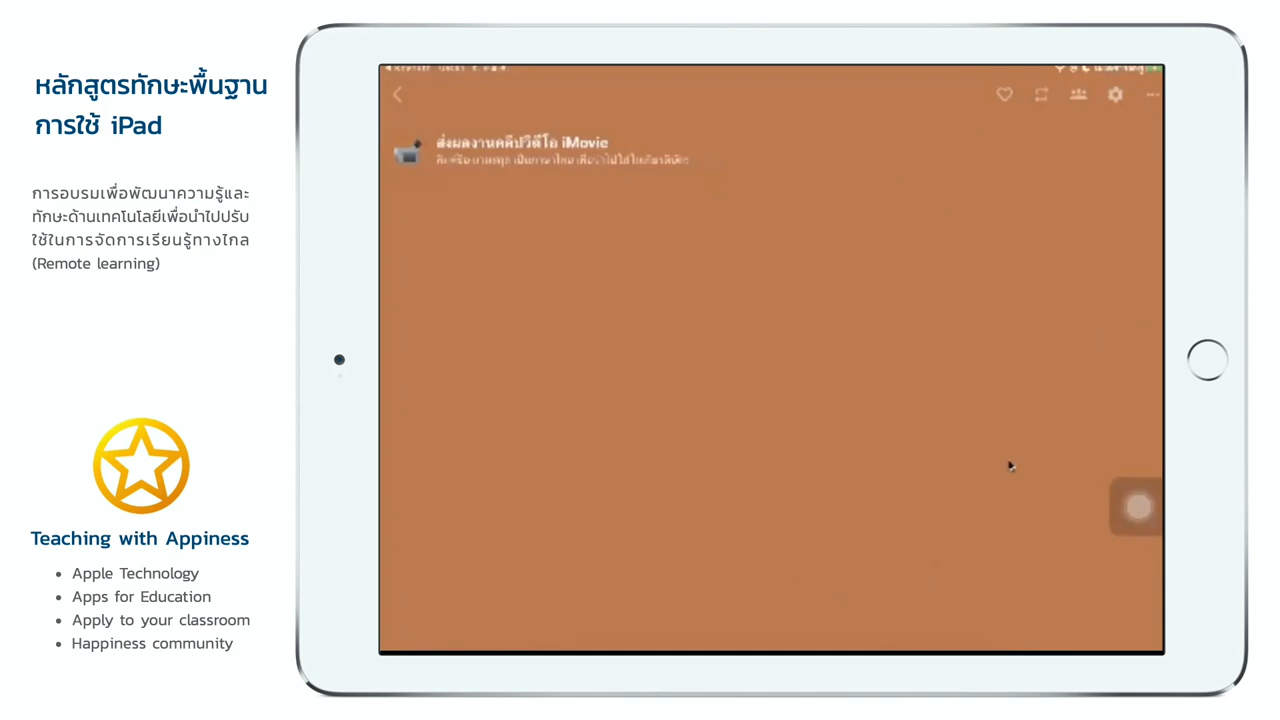 หลักสูตรทักษะพื้นฐาน
การใช้ iPad
การอบรมเพื่อพัฒนาความรู้และ
ทักษะด้านเทคโนโลยีเพื่อนำไปปรับ
ใช้ในการจัดการเรียนรู้ทางไกล
(Remote learning)
Teaching with Appiness
• Apple Technology
• Apps for Education
• Apply to your classroom
• Happiness community
ส่งผลงานคลิปวีดีโอ iMovie